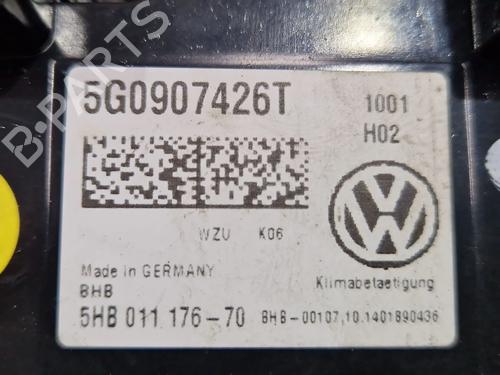 5G0907426T
1001
H02
WZU K06
Made in GERMANY
BHB
Klimabetaetigung
5HB 011 176-70
BHB-00107,10.1401890436
B-PARTS